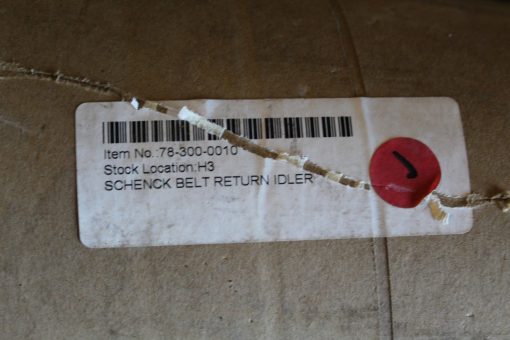 Item No.:78-300-0010
Stock Location:H3
SCHENCK BELT RETURN IDLER